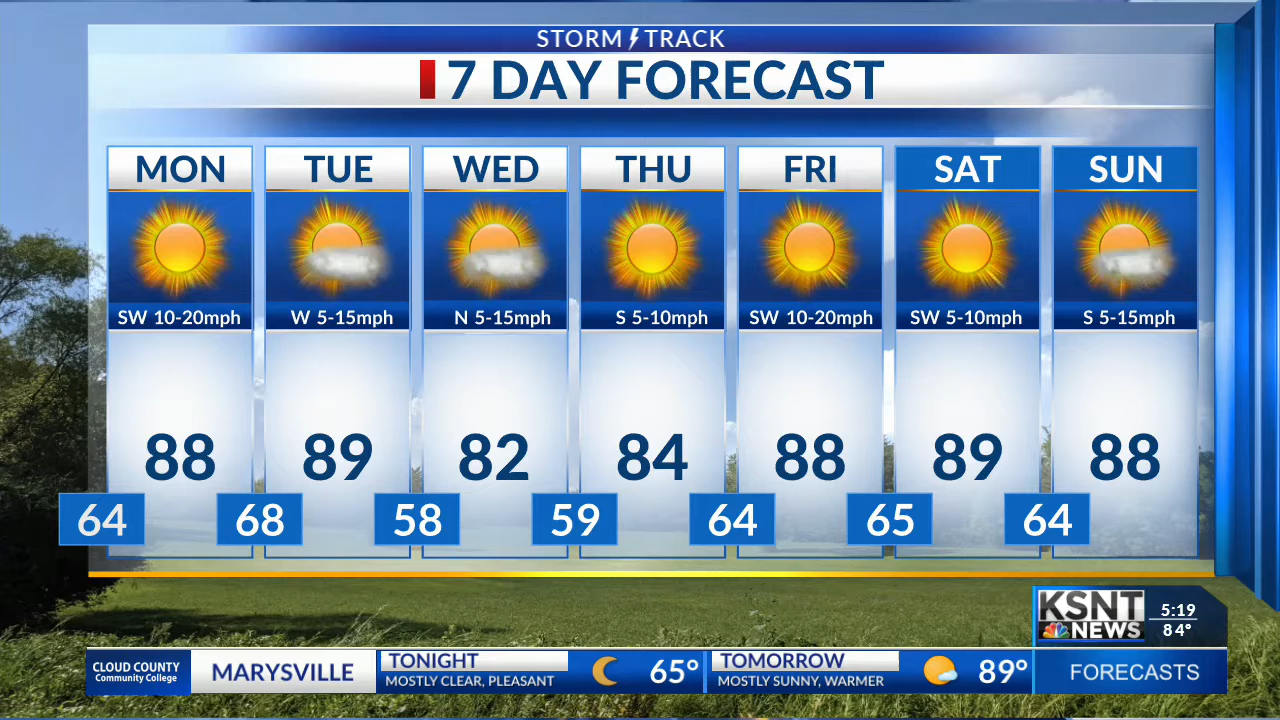 STORM TRACK
7 DAY FORECAST
MON TUE WED THU FRI SAT SUN
SW 10-20mph W 5-15mph N 5-15mph S 5-10mph SW 10-20mph SW 5-10mph S 5-15mph
88 89 82 84 88 89 88
64 68 58 59 64 65 64
KSNT
NEWS
5:19
84°
CLOUD COUNTY
Community College
MARYSVILLE
TONIGHT
MOSTLY CLEAR, PLEASANT
65°
TOMORROW
MOSTLY SUNNY, WARMER
89°
FORECASTS